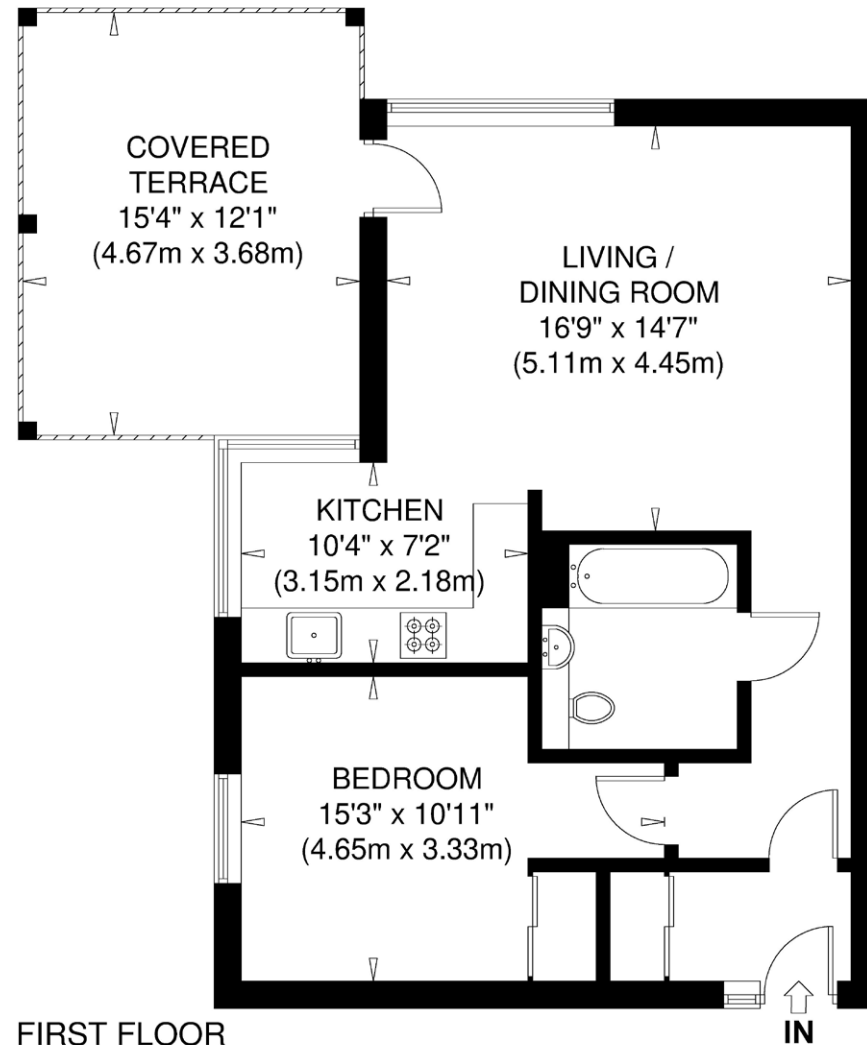 COVERED
TERRACE
15'4" x 12'1"
(4.67m x 3.68m)
LIVING /
DINING ROOM
16'9" x 14'7"
(5.11m x 4.45m)
KITCHEN
10'4" x 7'2"
(3.15m x 2.18m)
BEDROOM
15'3" x 10'11"
(4.65m x 3.33m)
FIRST FLOOR
IN